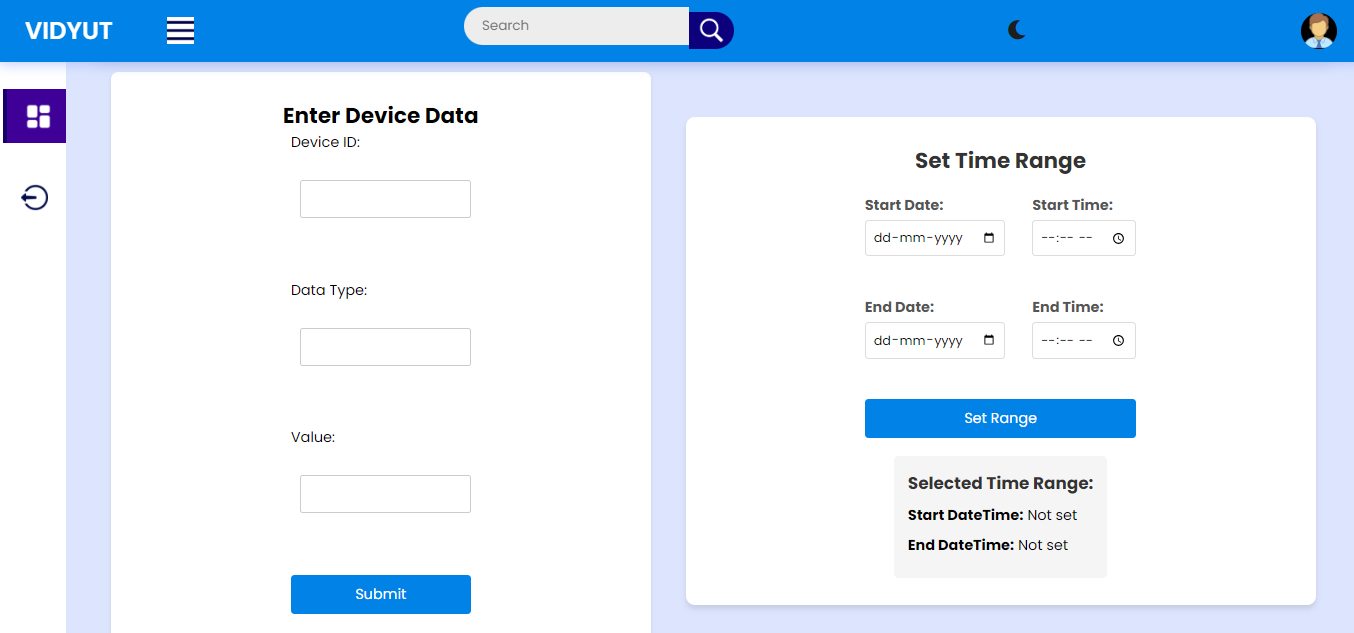 VIDYUT
Search
Enter Device Data
Device ID:
Data Type:
Value:
Submit
Set Time Range
Start Date: Start Time:
dd-mm-yyyy --:-- --
End Date: End Time:
dd-mm-yyyy --:-- --
Set Range
Selected Time Range:
Start DateTime: Not set
End DateTime: Not set